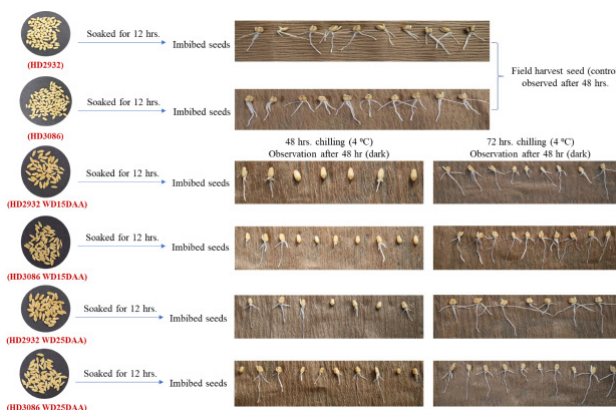 Soaked for 12 hrs.
Imbibed seeds
(HD2932)
Field harvest seed (contro
observed after 48 hrs.
Soaked for 12 hrs.
Imbibed seeds
(HD3086)
48 hrs. chilling (4 ºC)
Observation after 48 hr (dark)
72 hrs. chilling (4 ºC)
Observation after 48 hr (dark)
Soaked for 12 hrs.
Imbibed seeds
(HD2932 WD15DAA)
Soaked for 12 hrs.
Imbibed seeds
(HD3086 WD15DAA)
Soaked for 12 hrs.
Imbibed seeds
(HD2932 WD25DAA)
Soaked for 12 hrs.
Imbibed seeds
(HD3086 WD25DAA)